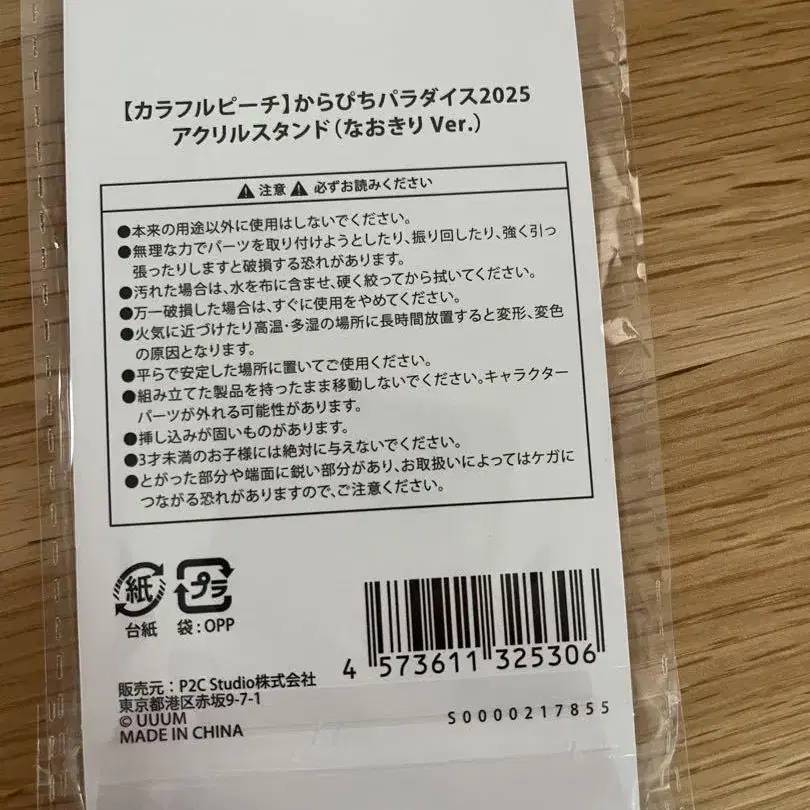 【カラフルピーチ】からぴちパラダイス2025
アクリルスタンド(なおきり Ver.)
注意 必ずお読みください
●本来の用途以外に使用はしないでください。
●無理な力でパーツを取り付けようとしたり、振り回したり、強く引っ
張ったりしますと破損する恐れがあります。
●汚れた場合は、水を布に含ませ、硬く絞ってから拭いてください。
●万一破損した場合は、すぐに使用をやめてください。
●火気に近づけたり高温・多湿の場所に長時間放置すると変形、変色
の原因となります。
●平らで安定した場所に置いてご使用ください。
●組み立てた製品を持ったまま移動しないでください。キャラクター
パーツが外れる可能性があります。
●挿し込みが固いものがあります。
●3才未満のお子様には絶対に与えないでください。
●とがった部分や端面に鋭い部分があり、お取扱いによってはケガに
つながる恐れがありますので、ご注意ください。
紙 プラ
台紙 袋:OPP
4 573611 325306
販売元:P2C Studio株式会社
東京都港区赤坂9-7-1
© UUUM
MADE IN CHINA
S0000217855